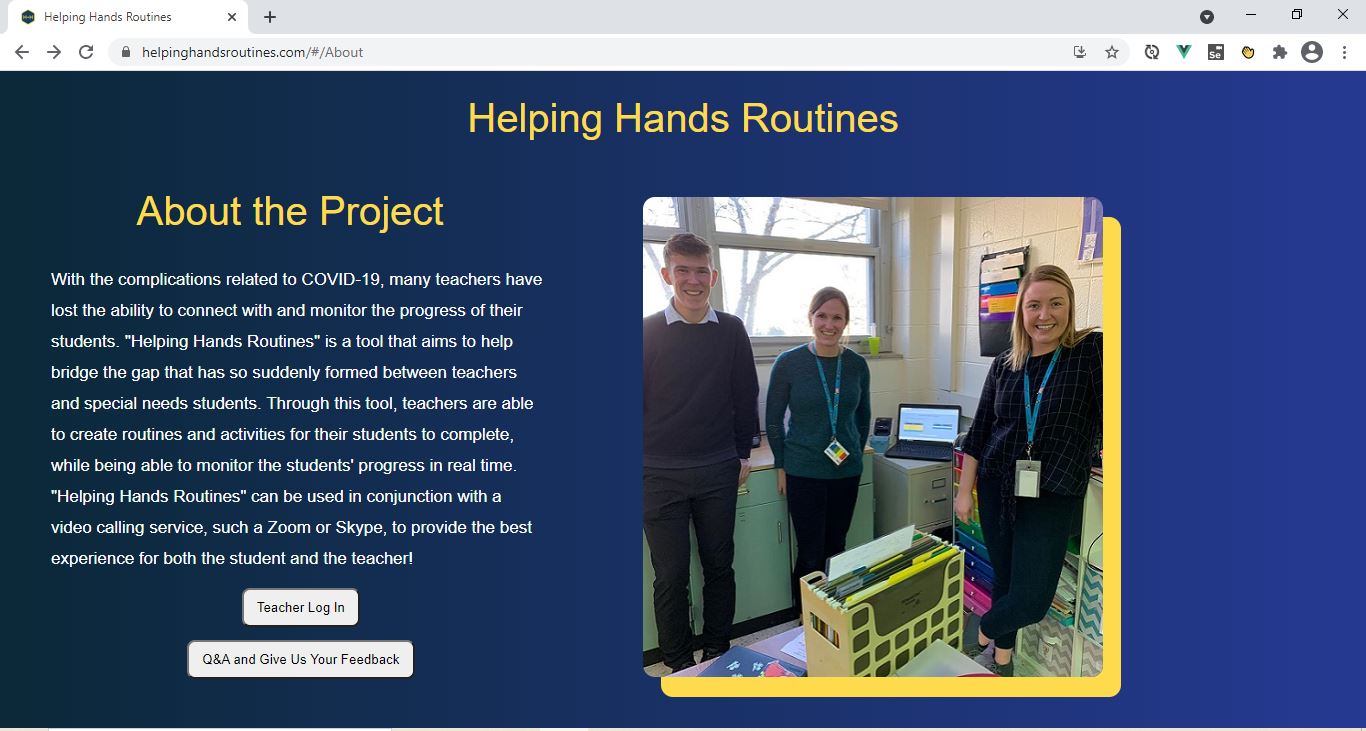 Helping Hands Routines
helpinghandsroutines.com/#/About
Se
Helping Hands Routines
About the Project
With the complications related to COVID-19, many teachers have
lost the ability to connect with and monitor the progress of their
students. "Helping Hands Routines" is a tool that aims to help
bridge the gap that has so suddenly formed between teachers
and special needs students. Through this tool, teachers are able
to create routines and activities for their students to complete,
while being able to monitor the students' progress in real time.
"Helping Hands Routines" can be used in conjunction with a
video calling service, such a Zoom or Skype, to provide the best
experience for both the student and the teacher!
Teacher Log In
Q&A and Give Us Your Feedback